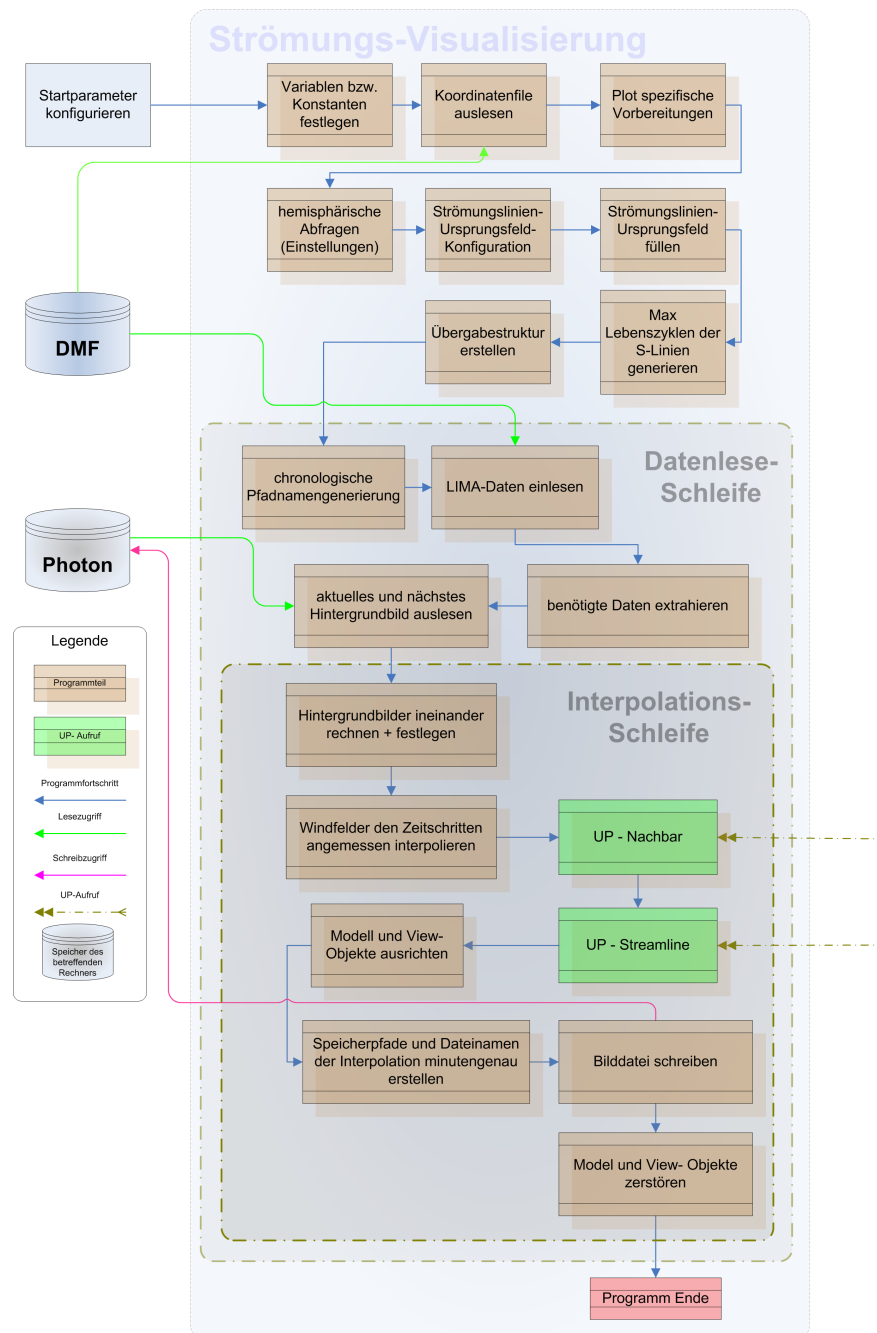 Strömungs-Visualisierung
Startparameter
konfigurieren
Variablen bzw.
Konstanten
festlegen
Koordinatenfile
auslesen
Plot spezifische
Vorbereitungen
hemisphärische
Abfragen
(Einstellungen)
Strömungslinien-
Ursprungsfeld-
Konfiguration
Strömungslinien-
Ursprungsfeld
füllen
DMF
Max
Lebenszyklen der
S-Linien
generieren
Übergabestruktur
erstellen
Datenlese-
Schleife
chronologische
Pfadnamengenerierung
LIMA-Daten einlesen
Photon
aktuelles und nächstes
Hintergrundbild auslesen
benötigte Daten extrahieren
Legende
Programmteil
UP- Aufruf
Programmfortschritt
Lesezugriff
Schreibzugriff
UP-Aufruf
Speicher des
betreffenden
Rechners
Interpolations-
Schleife
Hintergrundbilder ineinander
rechnen + festlegen
Windfelder den Zeitschritten
angemessen interpolieren
UP - Nachbar
Modell und View-
Objekte ausrichten
UP - Streamline
Speicherpfade und Dateinamen
der Interpolation minutengenau
erstellen
Bilddatei schreiben
Model und View- Objekte
zerstören
Programm Ende